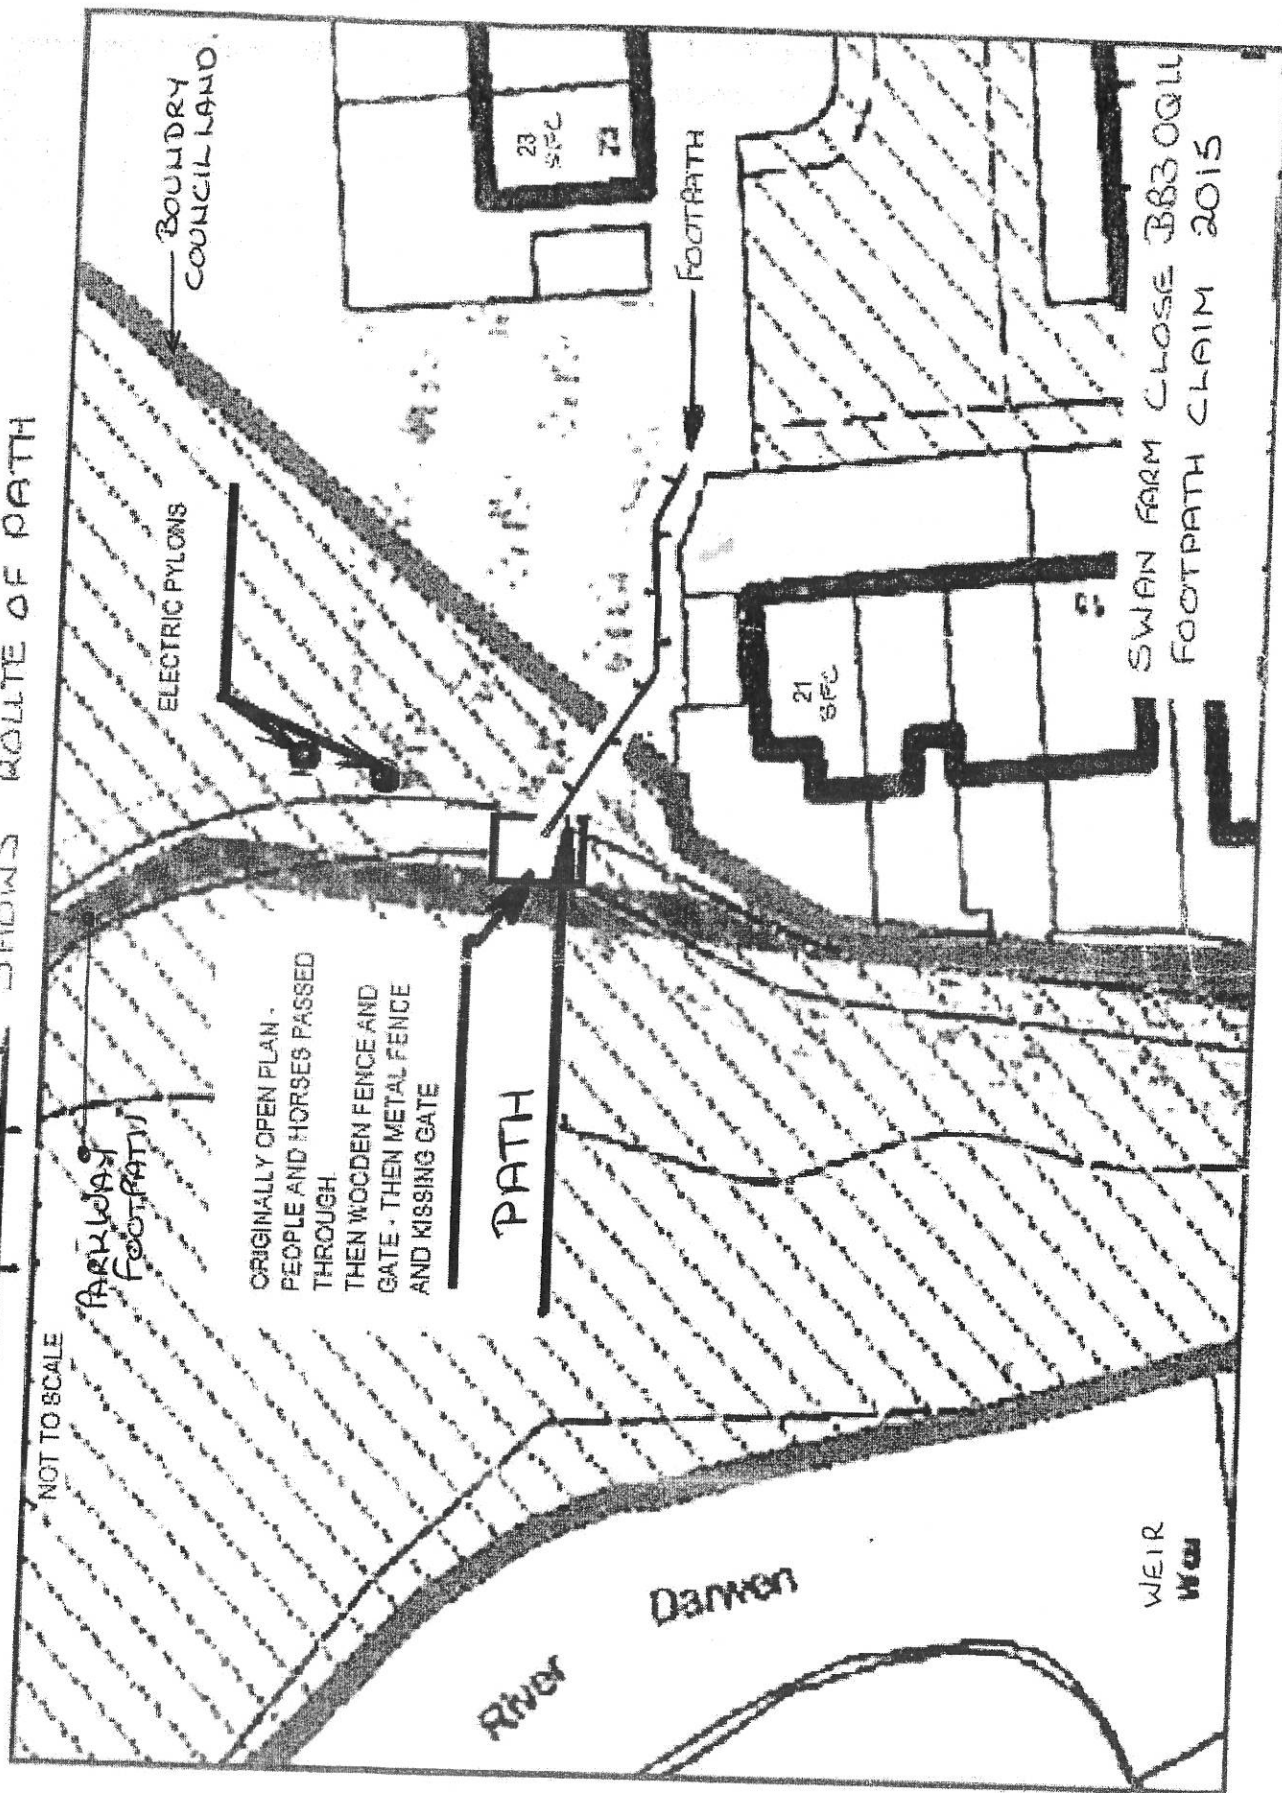 SHOWS ROUTE OF PATH
NOT TO SCALE
PARKWAY
FOOTPATH
ELECTRIC PYLONS
BOUNDRY
COUNCIL LAND.
ORIGINALLY OPEN PLAN -
PEOPLE AND HORSES PASSED
THROUGH.
THEN WOODEN FENCE AND
GATE - THEN METAL FENCE
AND KISSING GATE
PATH
23
SFC
FOOTPATH
21
SFC
River
Darwen
WEIR
SWAN FARM CLOSE BB3 0QLL
FOOTPATH CLAIM 2015